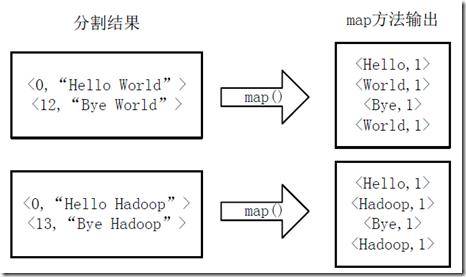 分割结果
map方法输出
<0, “Hello World” >
<12, “Bye World” >
map()
<Hello,1>
<World,1>
<Bye,1>
<World,1>
<0, “Hello Hadoop” >
<13, “Bye Hadoop” >
map()
<Hello,1>
<Hadoop,1>
<Bye,1>
<Hadoop,1>